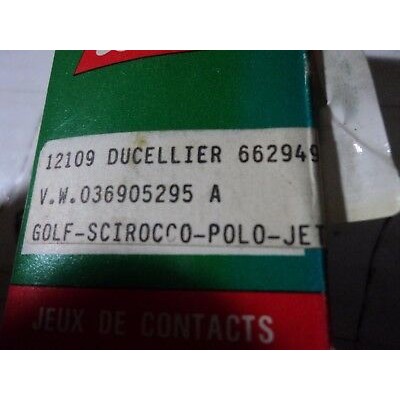 12109 DUCELLIER 662949
V.W.036905295 A
GOLF-SCIROCCO-POLO-JET
JEUX DE CONTACTS